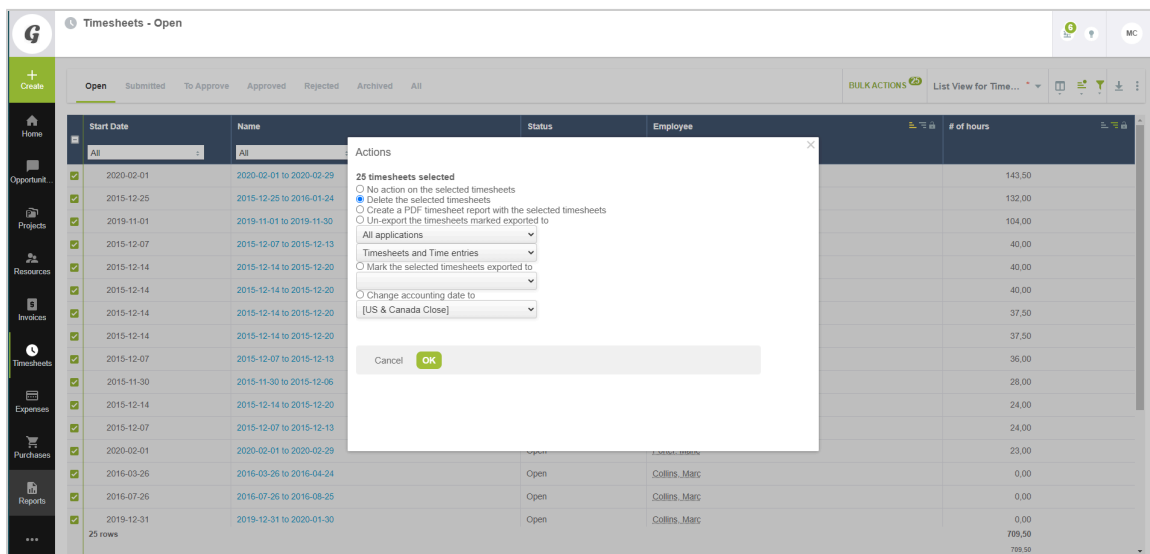 G
Timesheets - Open
6
MC
Create
Open Submitted To Approve Approved Rejected Archived All
BULK ACTIONS 25
List View for Time... *
Home
Opportunit...
Projects
Resources
Invoices
Timesheets
Expenses
Purchases
Reports
Start Date Name Status Employee # of hours
All All
2020-02-01 2020-02-01 to 2020-02-29 143,50
2015-12-25 2015-12-25 to 2016-01-24 132,00
2019-11-01 2019-11-01 to 2019-11-30 104,00
2015-12-07 2015-12-07 to 2015-12-13 40,00
2015-12-14 2015-12-14 to 2015-12-20 40,00
2015-12-14 2015-12-14 to 2015-12-20 40,00
2015-12-14 2015-12-14 to 2015-12-20 37,50
2015-12-14 2015-12-14 to 2015-12-20 37,50
2015-12-07 2015-12-07 to 2015-12-13 36,00
2015-11-30 2015-11-30 to 2015-12-06 28,00
2015-12-14 2015-12-14 to 2015-12-20 24,00
2015-12-07 2015-12-07 to 2015-12-13 24,00
2020-02-01 2020-02-01 to 2020-02-29 Open 23,00
2016-03-26 2016-03-26 to 2016-04-24 Open Collins, Marc 0,00
2016-07-26 2016-07-26 to 2016-08-25 Open Collins, Marc 0,00
2019-12-31 2019-12-31 to 2020-01-30 Open Collins, Marc 0,00
25 rows 709,50
709,50
Actions
25 timesheets selected
No action on the selected timesheets
Delete the selected timesheets
Create a PDF timesheet report with the selected timesheets
Un-export the timesheets marked exported to
All applications
Timesheets and Time entries
Mark the selected timesheets exported to
Change accounting date to
[US & Canada Close]
Cancel OK